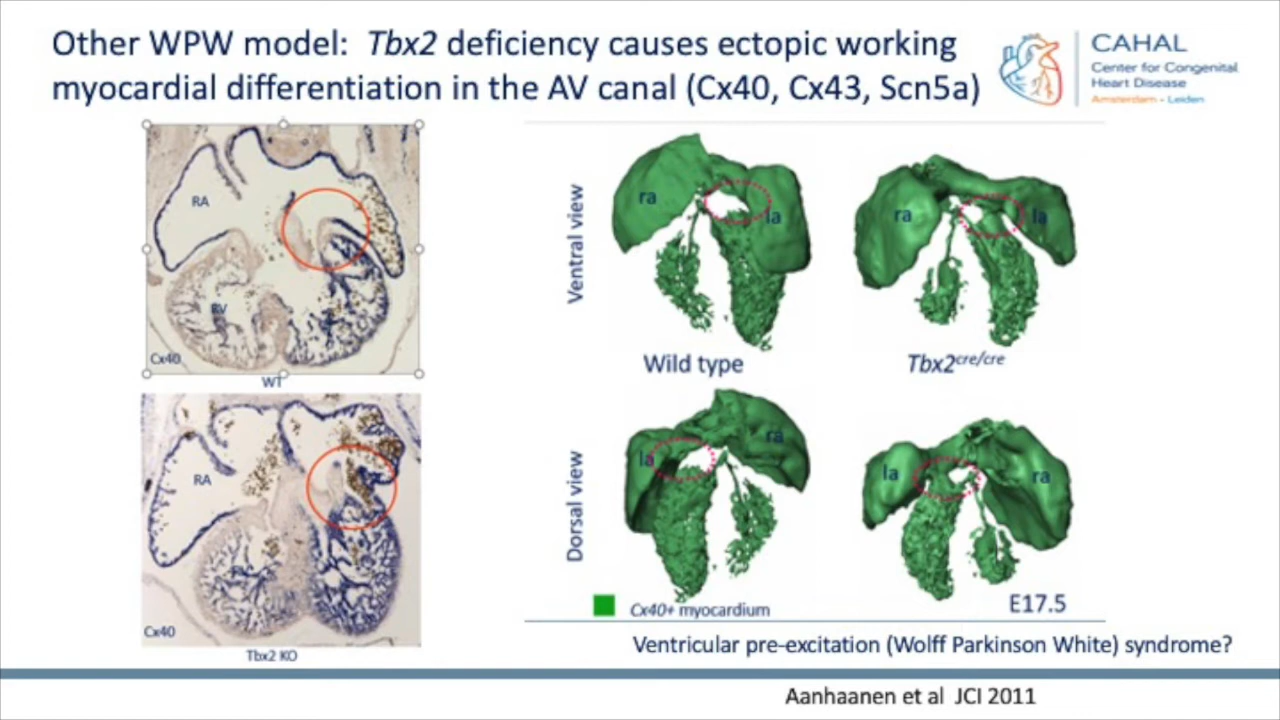 Other WPW model: Tbx2 deficiency causes ectopic working
myocardial differentiation in the AV canal (Cx40, Cx43, Scn5a)
CAHAL
Center for Congenital
Heart Disease
Amsterdam - Leiden
RA
RV
Cx40
WT
RA
Cx40
Tbx2 KO
Ventral view
ra
la
ra
la
Wild type
Tbx2cre/cre
Dorsal view
la
ra
la
ra
Cx40+ myocardium
E17.5
Ventricular pre-excitation (Wolff Parkinson White) syndrome?
Aanhaanen et al JCI 2011